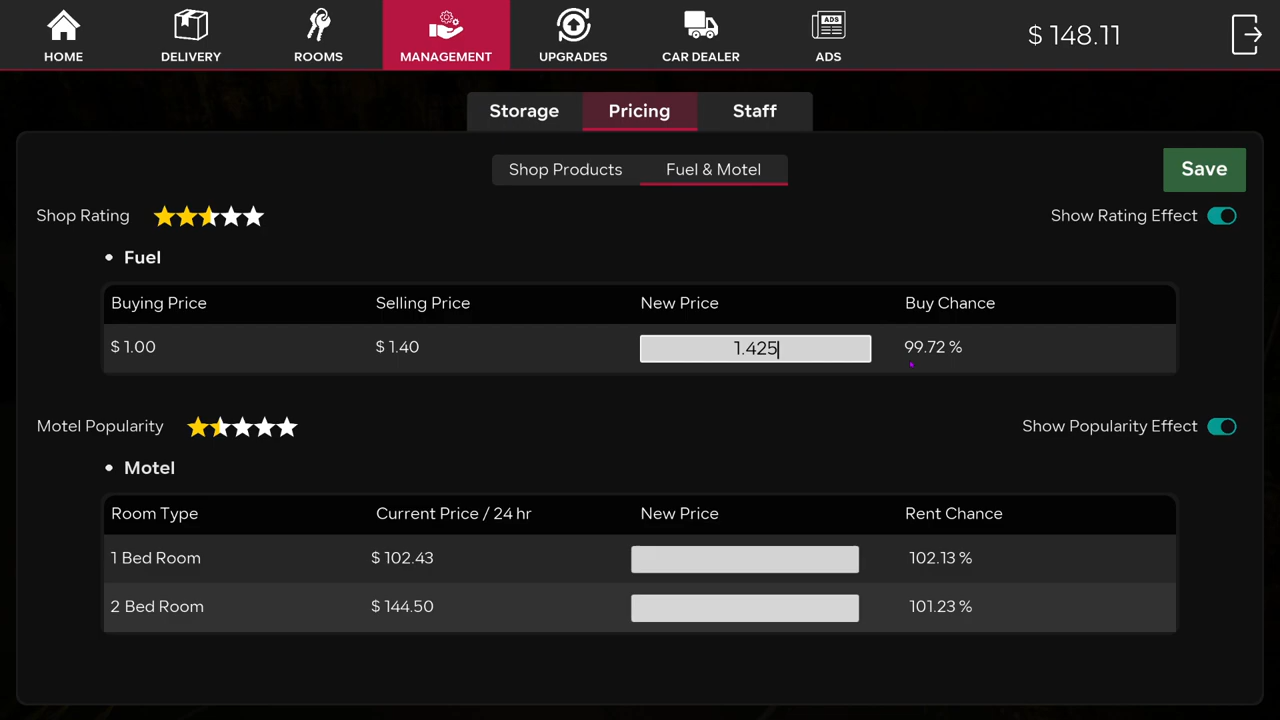 HOME DELIVERY ROOMS MANAGEMENT UPGRADES CAR DEALER ADS $ 148.11
ADS
Storage Pricing Staff
Shop Products Fuel & Motel Save
Shop Rating Show Rating Effect
• Fuel
Buying Price Selling Price New Price Buy Chance
$ 1.00 $ 1.40 1.425 99.72 %
Motel Popularity Show Popularity Effect
• Motel
Room Type Current Price / 24 hr New Price Rent Chance
1 Bed Room $ 102.43 102.13 %
2 Bed Room $ 144.50 101.23 %